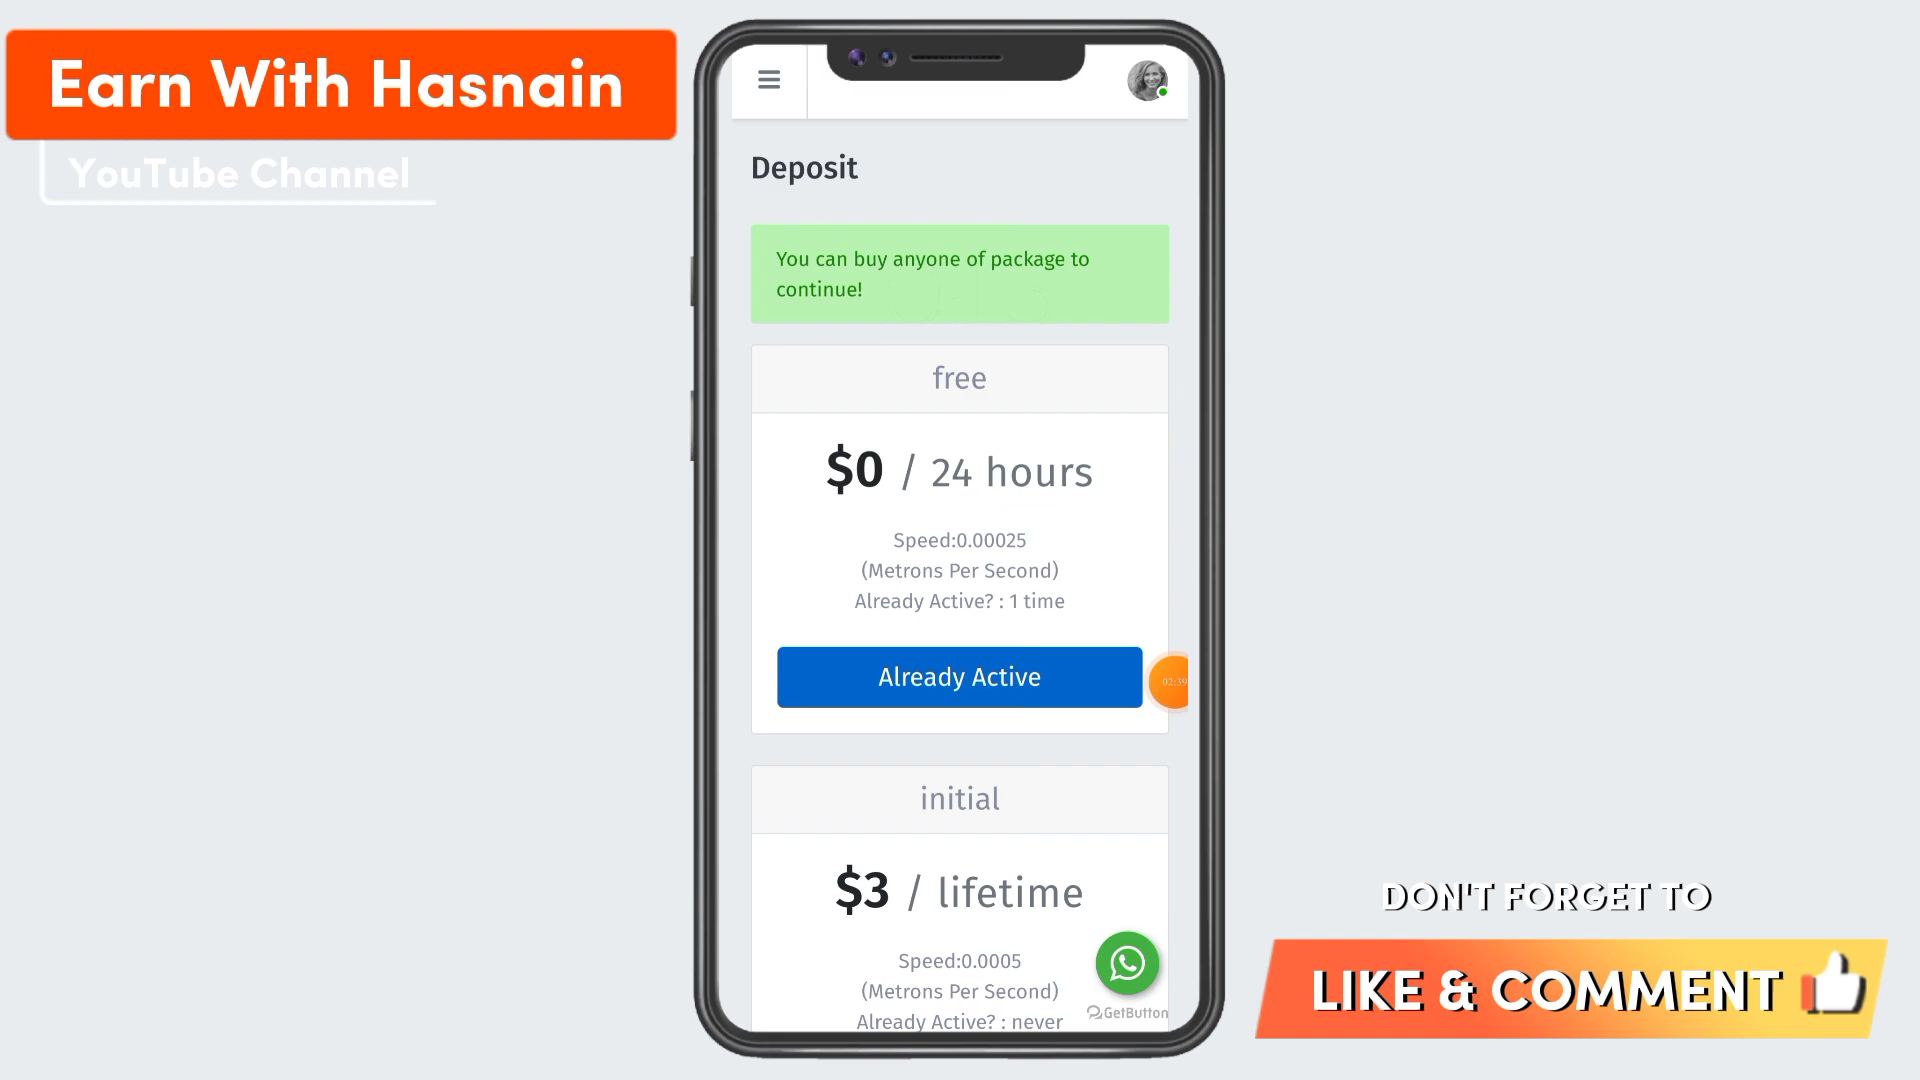 Earn With Hasnain
YouTube Channel
Deposit
You can buy anyone of package to
continue!
free
$0 / 24 hours
Speed:0.00025
(Metrons Per Second)
Already Active? : 1 time
Already Active
02:39
initial
$3 / lifetime
Speed:0.0005
(Metrons Per Second)
Already Active? : never
GetButton
DON'T FORGET TO
LIKE & COMMENT